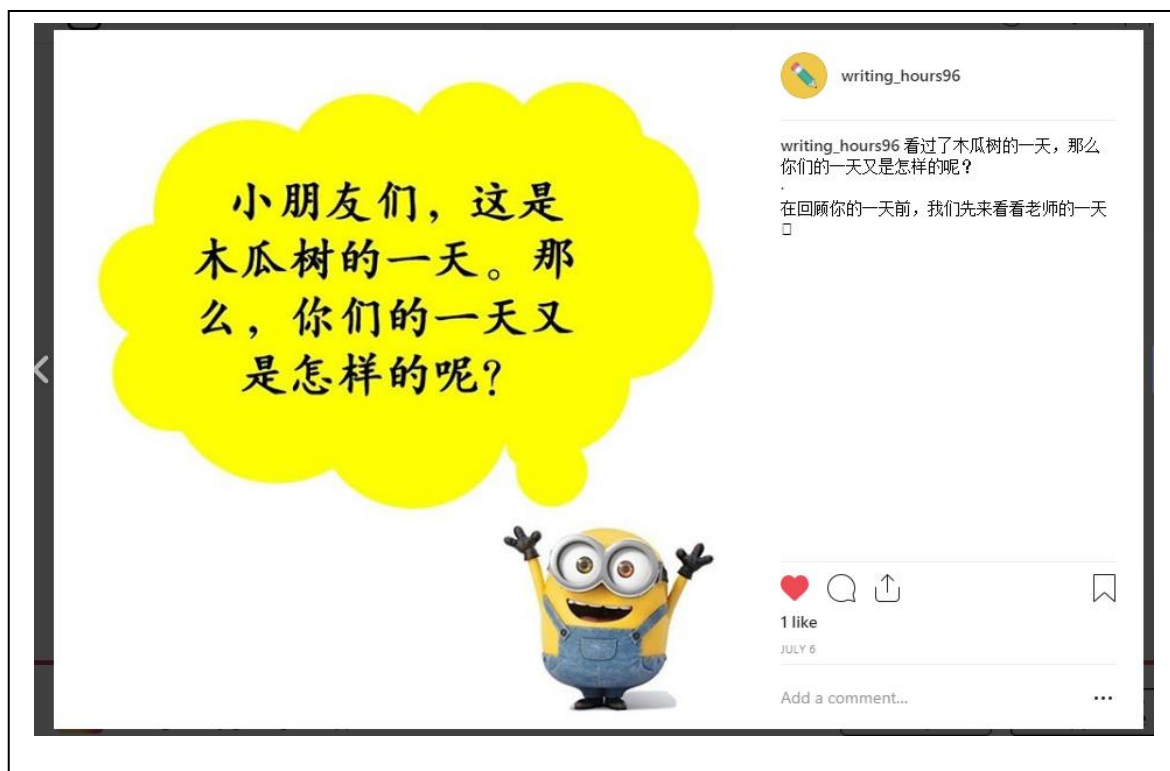 小朋友们，这是
木瓜树的一天。那
么，你们的一天又
是怎样的呢？
writing_hours96
writing_hours96 看过了木瓜树的一天，那么
你们的一天又是怎样的呢？
.
在回顾你的一天前，我们先来看看老师的一天
1 like
JULY 6
Add a comment...